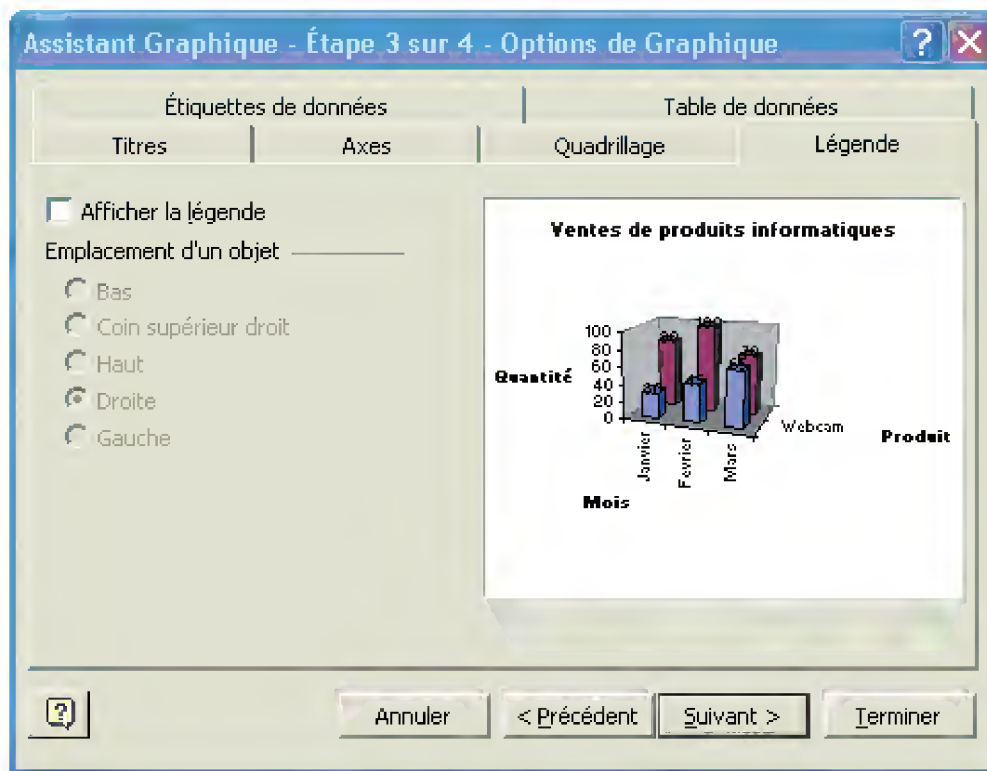 Assistant Graphique - Étape 3 sur 4 - Options de Graphique
Étiquettes de données
Table de données
Titres
Axes
Quadrillage
Légende
Afficher la légende
Emplacement d'un objet
Bas
Coin supérieur droit
Haut
Droite
Gauche
Ventes de produits informatiques
100
80
60
40
20
0
Quantité
Janvier
Février
Mars
Webcam
Produit
Mois
Annuler
< Précédent
Suivant >
Terminer